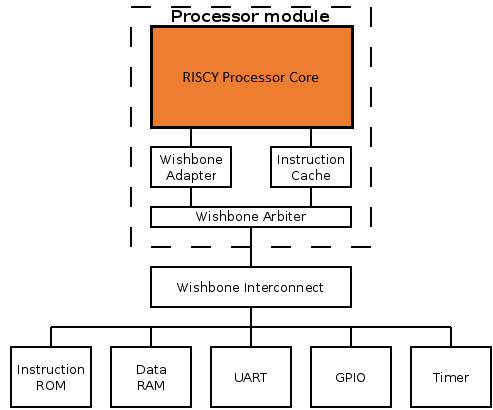 Processor module
RISCY Processor Core
Wishbone
Adapter
Instruction
Cache
Wishbone Arbiter
Wishbone Interconnect
Instruction
ROM
Data
RAM
UART
GPIO
Timer